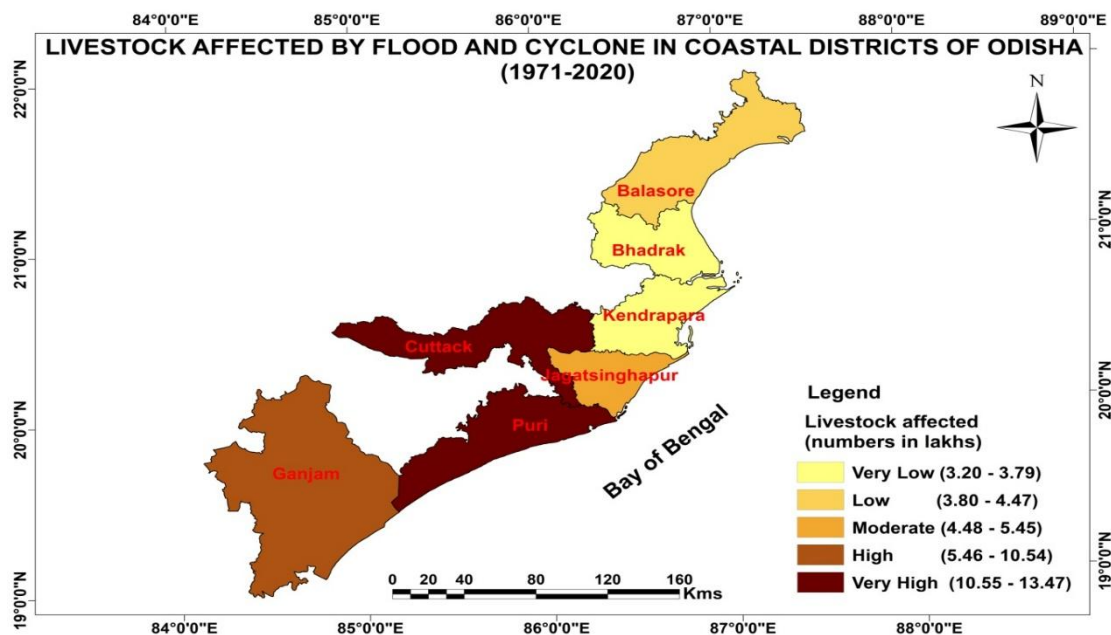 84°0'0"E 85°0'0"E 86°0'0"E 87°0'0"E 88°0'0"E 89°0'0"E
LIVESTOCK AFFECTED BY FLOOD AND CYCLONE IN COASTAL DISTRICTS OF ODISHA
(1971-2020)
N
22°0'0"N
21°0'0"N
20°0'0"N
19°0'0"N
21°0'0"N
20°0'0"N
19°0'0"N
Balasore
Bhadrak
Kendrapara
Cuttack
Jagatsinghapur
Puri
Ganjam
Bay of Bengal
Legend
Livestock affected
(numbers in lakhs)
Very Low (3.20 - 3.79)
Low (3.80 - 4.47)
Moderate (4.48 - 5.45)
High (5.46 - 10.54)
Very High (10.55 - 13.47)
0 20 40 80 120 160
Kms
84°0'0"E 85°0'0"E 86°0'0"E 87°0'0"E 88°0'0"E